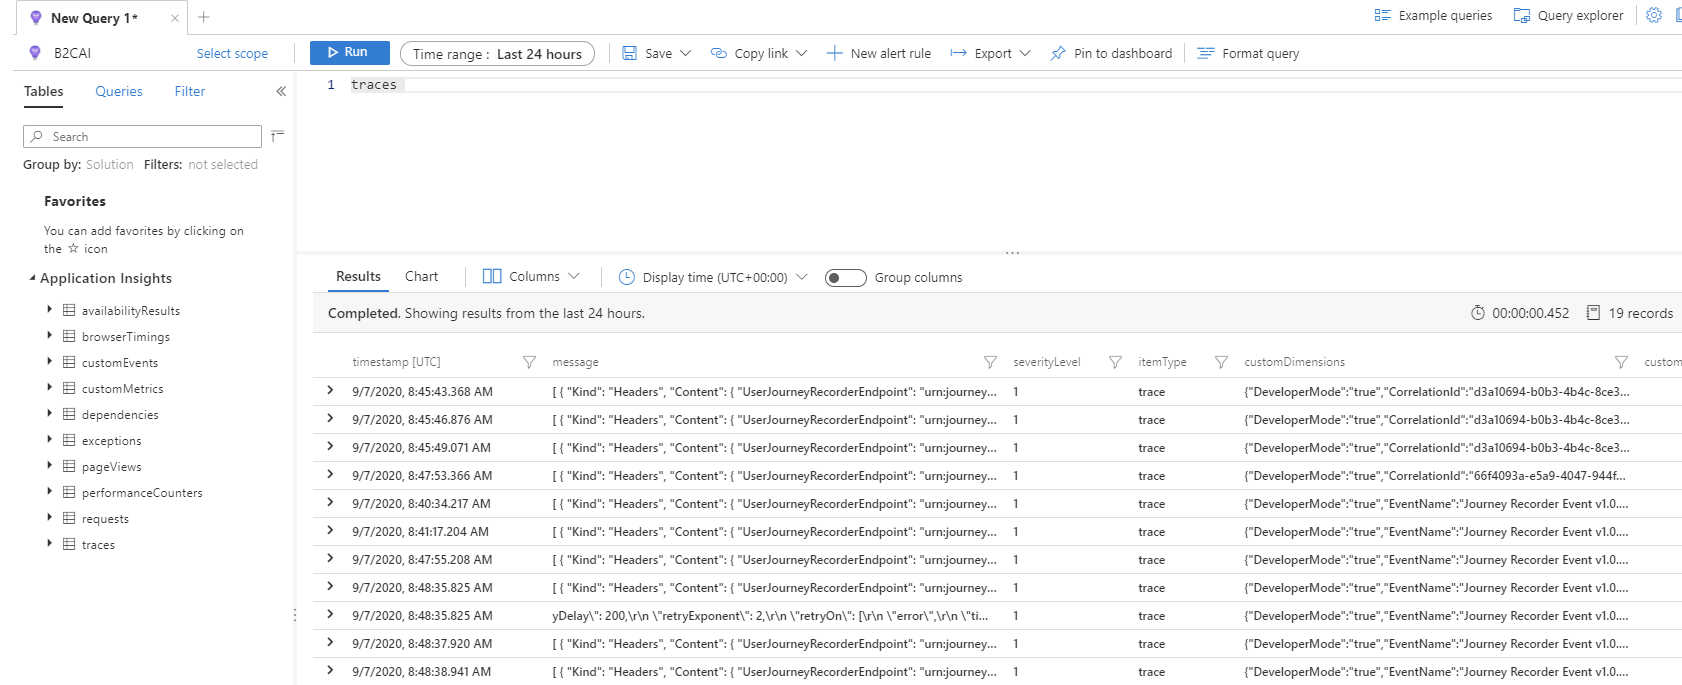 New Query 1* × +
Example queries Query explorer
B2CAI Select scope
Run Time range : Last 24 hours Save Copy link New alert rule Export Pin to dashboard Format query
Tables Queries Filter «
1 traces
Search
Group by: Solution Filters: not selected
Favorites
You can add favorites by clicking on
the ☆ icon
Application Insights
availabilityResults
browserTimings
customEvents
customMetrics
dependencies
exceptions
pageViews
performanceCounters
requests
traces
Results Chart Columns Display time (UTC+00:00) Group columns
Completed. Showing results from the last 24 hours. 00:00:00.452 19 records
timestamp [UTC] message severityLevel itemType customDimensions custom
9/7/2020, 8:45:43.368 AM [ { "Kind": "Headers", "Content": { "UserJourneyRecorderEndpoint": "urn:journey... 1 trace {"DeveloperMode":"true","CorrelationId":"d3a10694-b0b3-4b4c-8ce3...
9/7/2020, 8:45:46.876 AM [ { "Kind": "Headers", "Content": { "UserJourneyRecorderEndpoint": "urn:journey... 1 trace {"DeveloperMode":"true","CorrelationId":"d3a10694-b0b3-4b4c-8ce3...
9/7/2020, 8:45:49.071 AM [ { "Kind": "Headers", "Content": { "UserJourneyRecorderEndpoint": "urn:journey... 1 trace {"DeveloperMode":"true","CorrelationId":"d3a10694-b0b3-4b4c-8ce3...
9/7/2020, 8:47:53.366 AM [ { "Kind": "Headers", "Content": { "UserJourneyRecorderEndpoint": "urn:journey... 1 trace {"DeveloperMode":"true","CorrelationId":"66f4093a-e5a9-4047-944f...
9/7/2020, 8:40:34.217 AM [ { "Kind": "Headers", "Content": { "UserJourneyRecorderEndpoint": "urn:journey... 1 trace {"DeveloperMode":"true","EventName":"Journey Recorder Event v1.0....
9/7/2020, 8:41:17.204 AM [ { "Kind": "Headers", "Content": { "UserJourneyRecorderEndpoint": "urn:journey... 1 trace {"DeveloperMode":"true","EventName":"Journey Recorder Event v1.0....
9/7/2020, 8:47:55.208 AM [ { "Kind": "Headers", "Content": { "UserJourneyRecorderEndpoint": "urn:journey... 1 trace {"DeveloperMode":"true","EventName":"Journey Recorder Event v1.0....
9/7/2020, 8:48:35.825 AM [ { "Kind": "Headers", "Content": { "UserJourneyRecorderEndpoint": "urn:journey... 1 trace {"DeveloperMode":"true","EventName":"Journey Recorder Event v1.0....
9/7/2020, 8:48:35.825 AM yDelay\": 200,\r\n \"retryExponent\": 2,\r\n \"retryOn\": [\r\n \"error\",\r\n \"ti... 1 trace {"DeveloperMode":"true","EventName":"Journey Recorder Event v1.0....
9/7/2020, 8:48:37.920 AM [ { "Kind": "Headers", "Content": { "UserJourneyRecorderEndpoint": "urn:journey... 1 trace {"DeveloperMode":"true","EventName":"Journey Recorder Event v1.0....
9/7/2020, 8:48:38.941 AM [ { "Kind": "Headers", "Content": { "UserJourneyRecorderEndpoint": "urn:journey... 1 trace {"DeveloperMode":"true","EventName":"Journey Recorder Event v1.0....